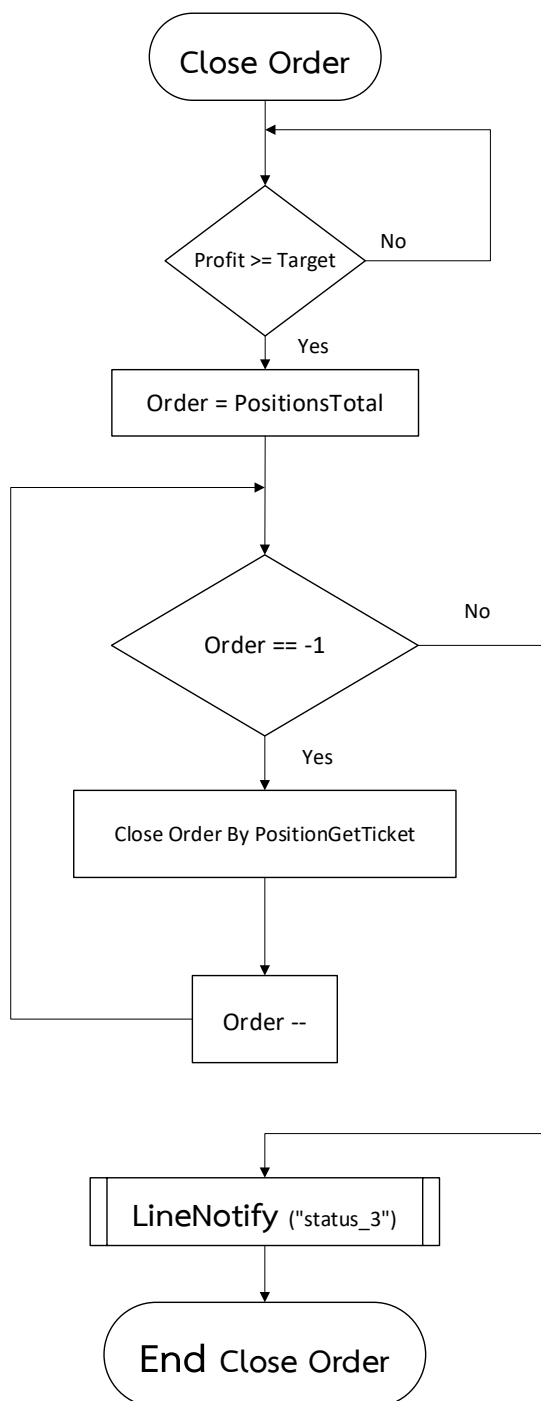 Close Order
Profit >= Target
No
Yes
Order = PositionsTotal
Order == -1
No
Yes
Close Order By PositionGetTicket
Order --
LineNotify ("status_3")
End Close Order